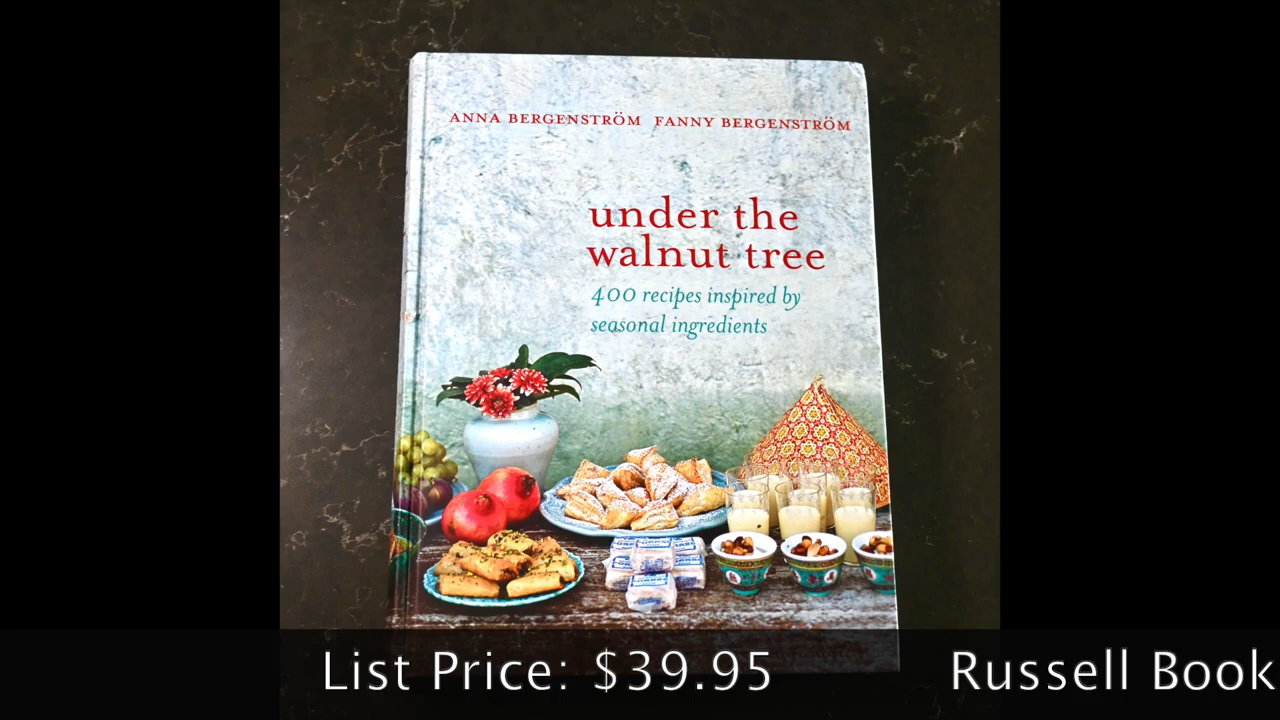 ANNA BERGENSTRÖM FANNY BERGENSTRÖM
under the
walnut tree
400 recipes inspired by
seasonal ingredients
List Price: $39.95 Russell Book